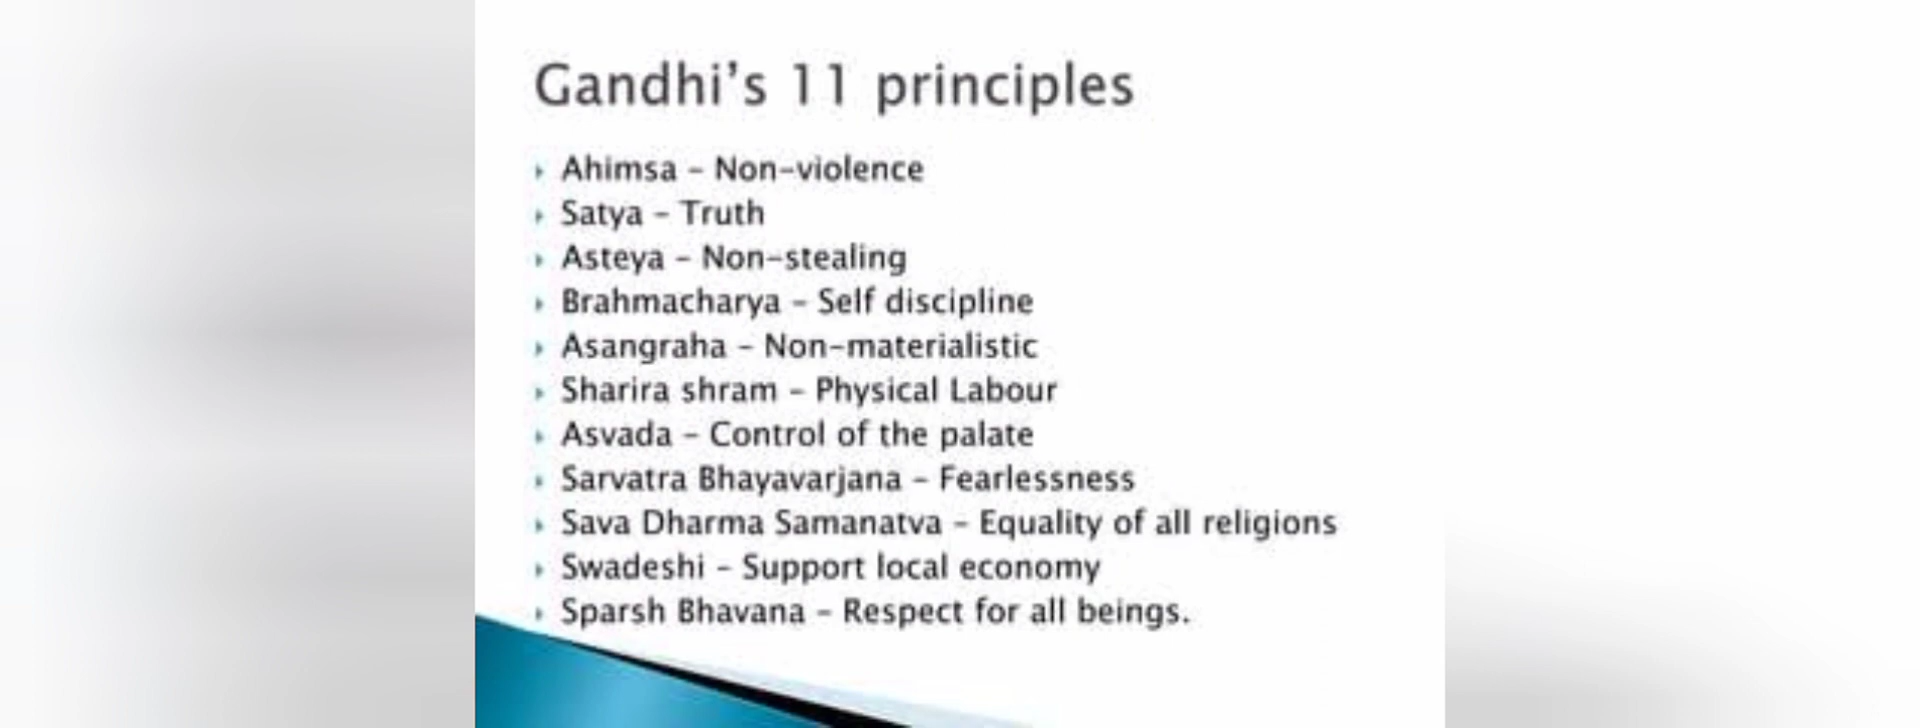 Gandhi's 11 principles
Ahimsa - Non-violence
Satya - Truth
Asteya - Non-stealing
Brahmacharya - Self discipline
Asangraha - Non-materialistic
Sharira shram - Physical Labour
Asvada - Control of the palate
Sarvatra Bhayavarjana - Fearlessness
Sava Dharma Samanatva - Equality of all religions
Swadeshi - Support local economy
Sparsh Bhavana - Respect for all beings.